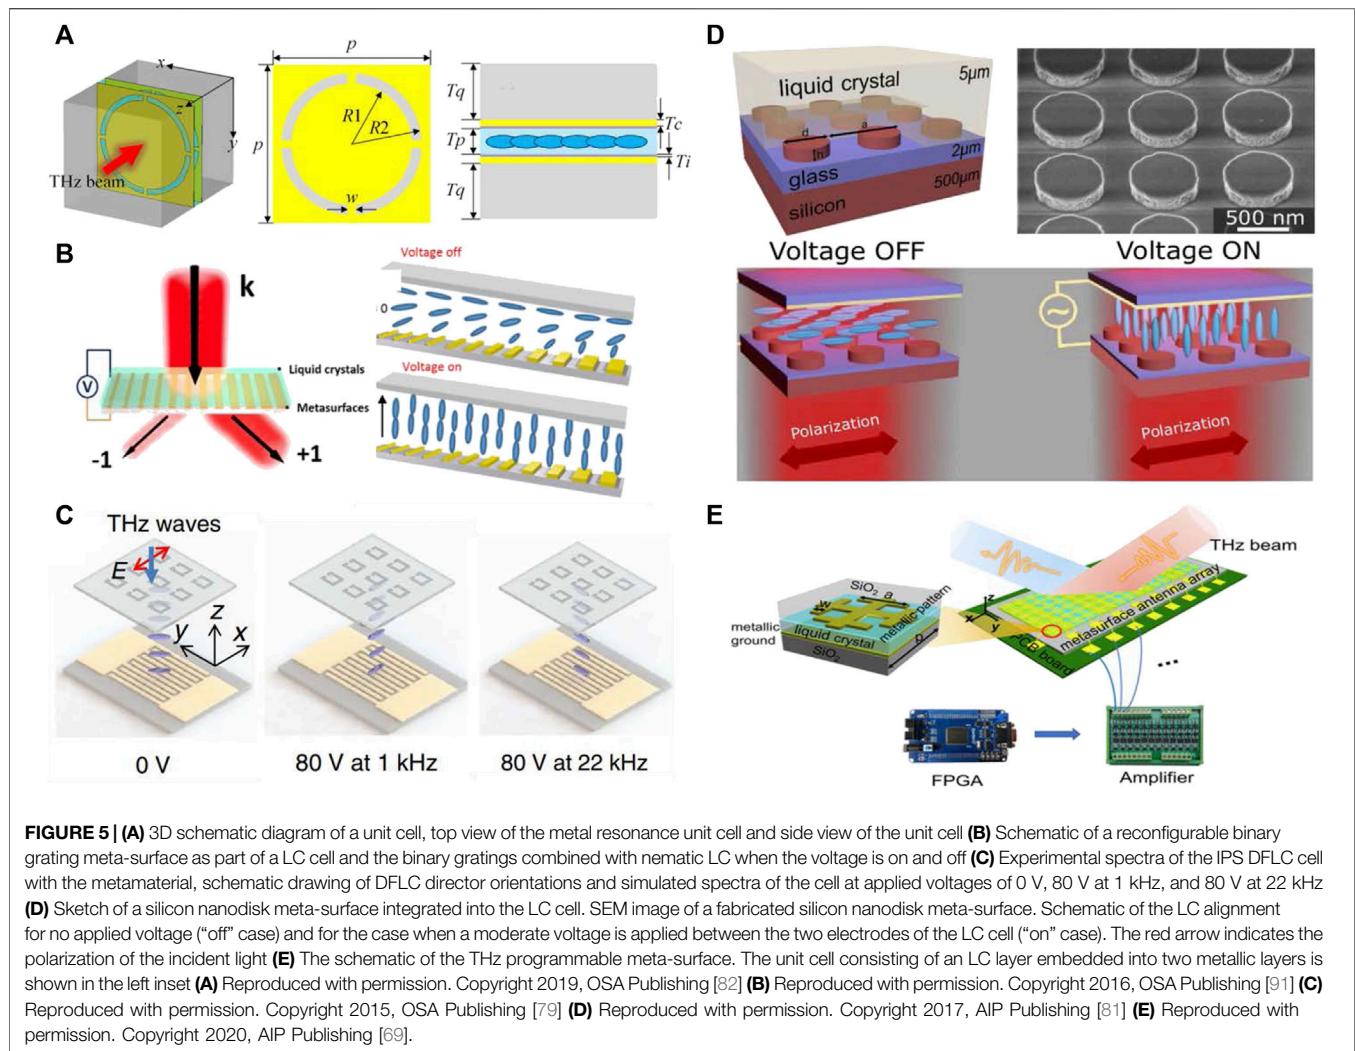 A
x
z
y
THz beam
p
p
R1
R2
w
Tq
Tp
Tq
Tc
Ti
B
k
V
Liquid crystals
Metasurfaces
-1
+1
Voltage off
0
Voltage on
C
THz waves
E
z
y
x
0 V
80 V at 1 kHz
80 V at 22 kHz
D
liquid crystal
5μm
d
a
h
2μm
glass
500μm
silicon
500 nm
Voltage OFF
Voltage ON
Polarization
Polarization
E
THz beam
SiO2
a
w
metallic pattern
metallic
ground
liquid crystal
p
SiO2
z
x
y
metasurface antenna array
PCB board
...
FPGA
Amplifier
FIGURE 5 | (A) 3D schematic diagram of a unit cell, top view of the metal resonance unit cell and side view of the unit cell (B) Schematic of a reconfigurable binary
grating meta-surface as part of a LC cell and the binary gratings combined with nematic LC when the voltage is on and off (C) Experimental spectra of the IPS DFLC cell
with the metamaterial, schematic drawing of DFLC director orientations and simulated spectra of the cell at applied voltages of 0 V, 80 V at 1 kHz, and 80 V at 22 kHz
(D) Sketch of a silicon nanodisk meta-surface integrated into the LC cell. SEM image of a fabricated silicon nanodisk meta-surface. Schematic of the LC alignment
for no applied voltage (“off” case) and for the case when a moderate voltage is applied between the two electrodes of the LC cell (“on” case). The red arrow indicates the
polarization of the incident light (E) The schematic of the THz programmable meta-surface. The unit cell consisting of an LC layer embedded into two metallic layers is
shown in the left inset (A) Reproduced with permission. Copyright 2019, OSA Publishing [82] (B) Reproduced with permission. Copyright 2016, OSA Publishing [91] (C)
Reproduced with permission. Copyright 2015, OSA Publishing [79] (D) Reproduced with permission. Copyright 2017, AIP Publishing [81] (E) Reproduced with
permission. Copyright 2020, AIP Publishing [69].